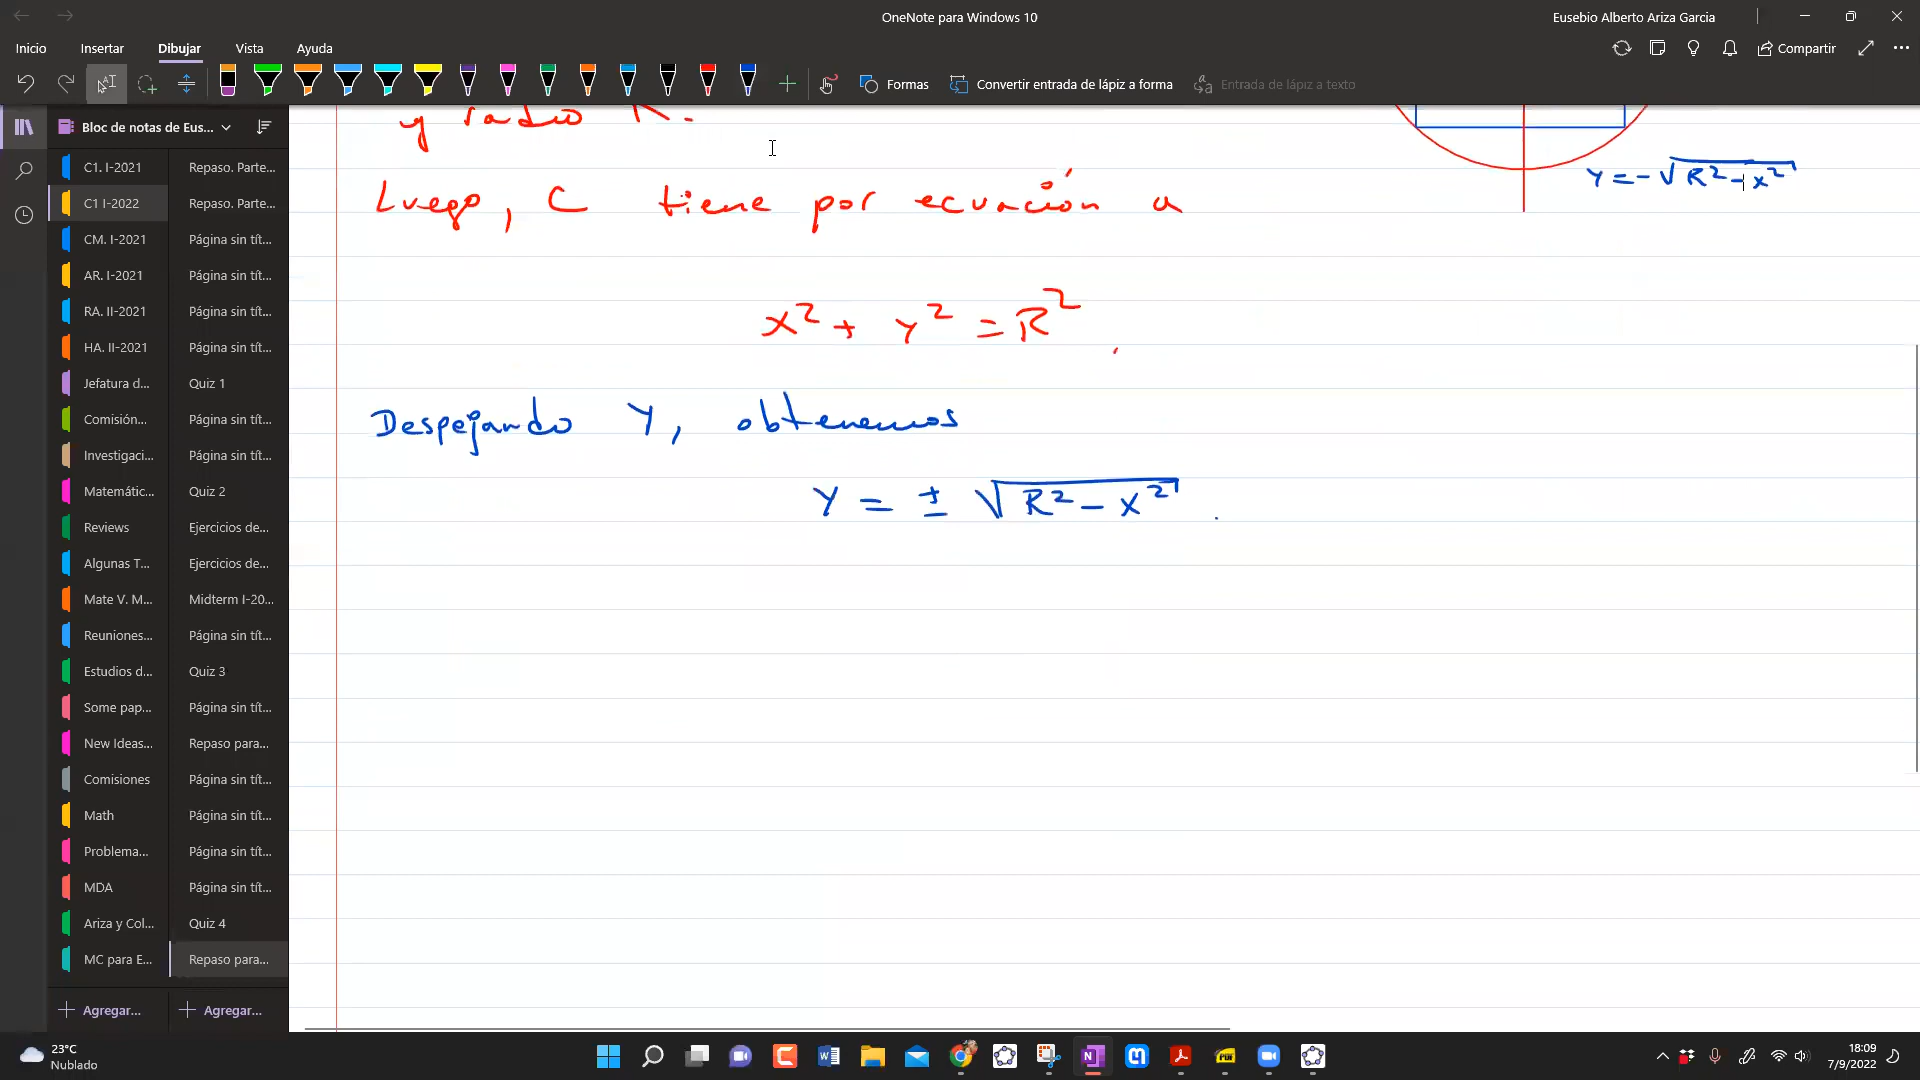 OneNote para Windows 10
Eusebio Alberto Ariza Garcia
Inicio
Insertar
Dibujar
Vista
Ayuda
Compartir
Formas
Convertir entrada de lápiz a forma
Entrada de lápiz a texto
Bloc de notas de Eus...
C1. I-2021
C1 I-2022
CM. I-2021
AR. I-2021
RA. II-2021
HA. II-2021
Jefatura d...
Comisión...
Investigaci...
Matemátic...
Reviews
Algunas T...
Mate V. M...
Reuniones...
Estudios d...
Some pap...
New Ideas...
Comisiones
Math
Problema...
MDA
Ariza y Col...
MC para E...
Agregar...
Repaso. Parte...
Repaso. Parte...
Página sin tít...
Página sin tít...
Página sin tít...
Página sin tít...
Quiz 1
Página sin tít...
Página sin tít...
Quiz 2
Ejercicios de...
Ejercicios de...
Midterm I-20...
Página sin tít...
Quiz 3
Página sin tít...
Repaso para...
Página sin tít...
Página sin tít...
Página sin tít...
Página sin tít...
Quiz 4
Repaso para...
Agregar...
y radio R.
Luego, C tiene por ecuación a
x² + y² = R².
Despejando Y, obtenemos
Y = ± √(R² − x²).
Y = − √(R² − x²)
23°C
Nublado
18:09
7/9/2022